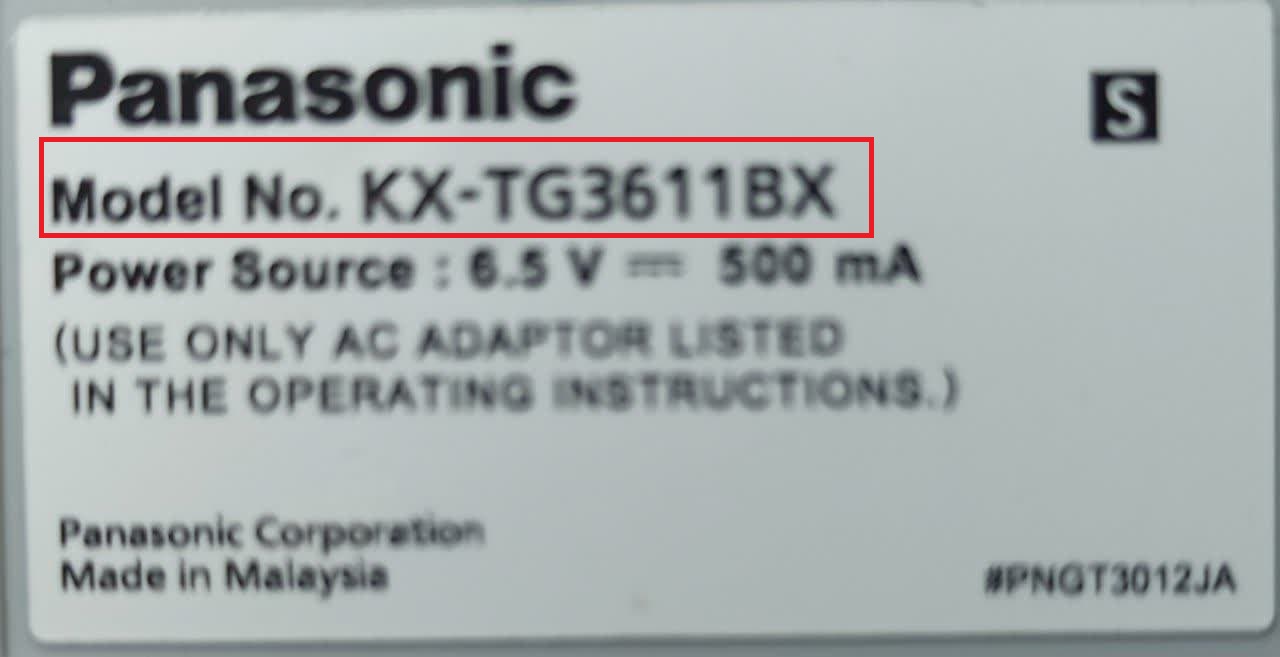 Panasonic
S
Model No. KX-TG3611BX
Power Source : 6.5 V ⎓ 500 mA
(USE ONLY AC ADAPTOR LISTED
IN THE OPERATING INSTRUCTIONS.)
Panasonic Corporation
Made in Malaysia
#PNGT3012JA